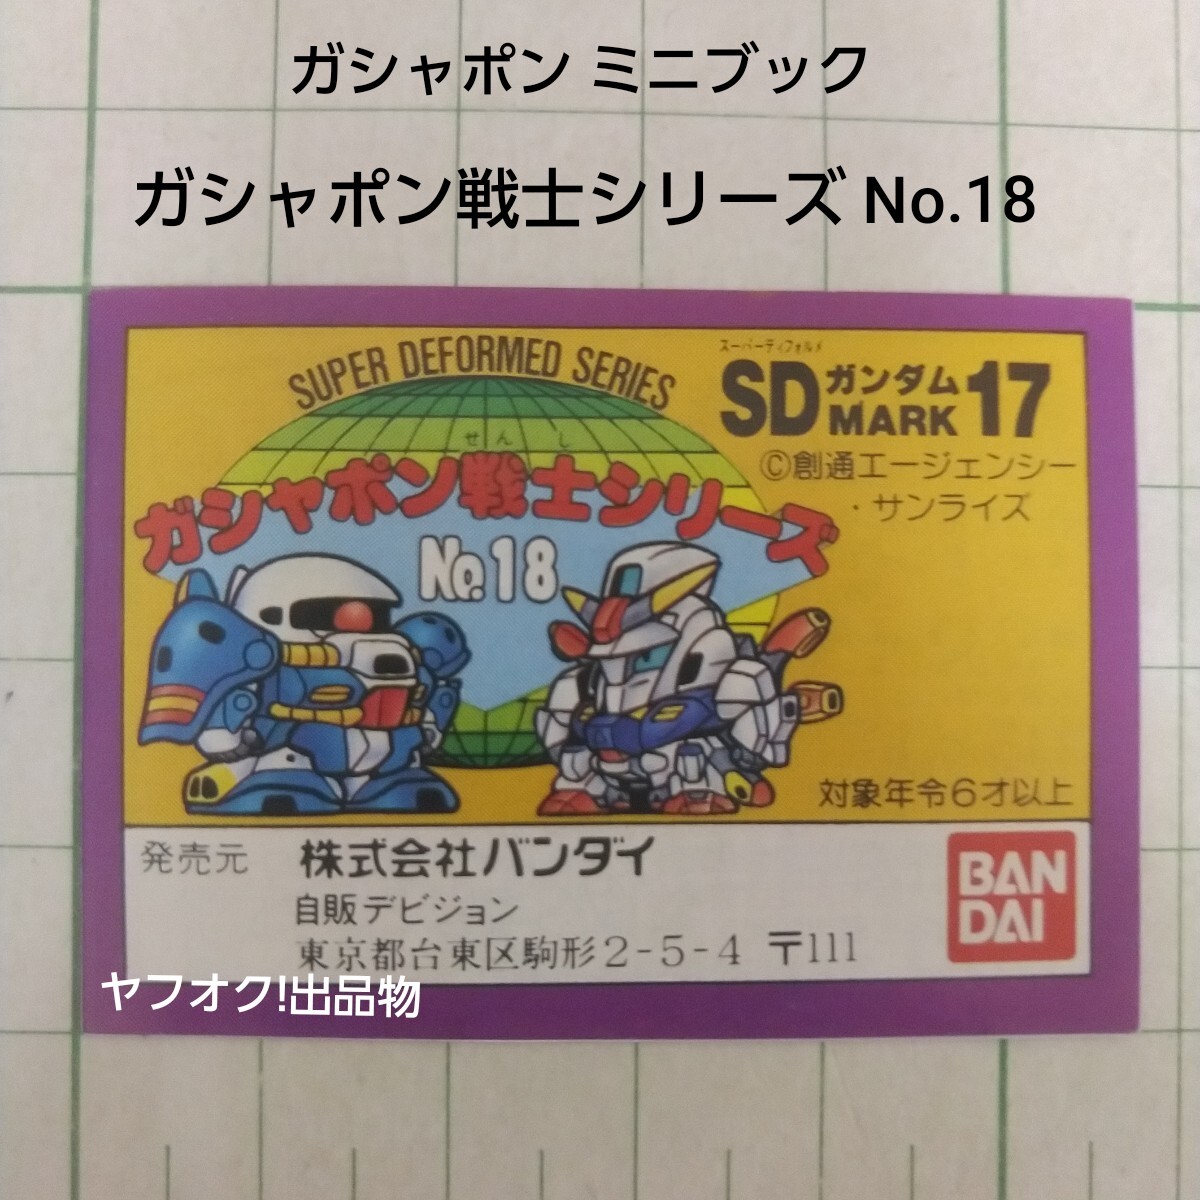 ガシャポン ミニブック
ガシャポン戦士シリーズ No.18
SUPER DEFORMED SERIES
スーパーディフォルメ
SDガンダム MARK 17
©創通エージェンシー
・サンライズ
せんし
ガシャポン戦士シリーズ
No.18
対象年令6才以上
発売元 株式会社バンダイ
自販デビジョン
東京都台東区駒形2-5-4 〒111
BAN
DAI
ヤフオク!出品物